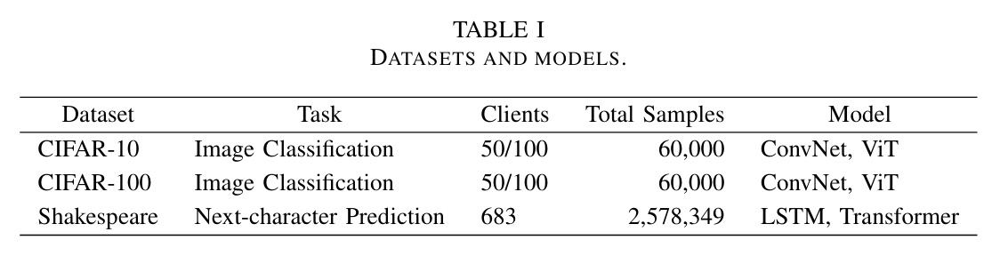 TABLE I
DATASETS AND MODELS.
Dataset Task Clients Total Samples Model
CIFAR-10 Image Classification 50/100 60,000 ConvNet, ViT
CIFAR-100 Image Classification 50/100 60,000 ConvNet, ViT
Shakespeare Next-character Prediction 683 2,578,349 LSTM, Transformer